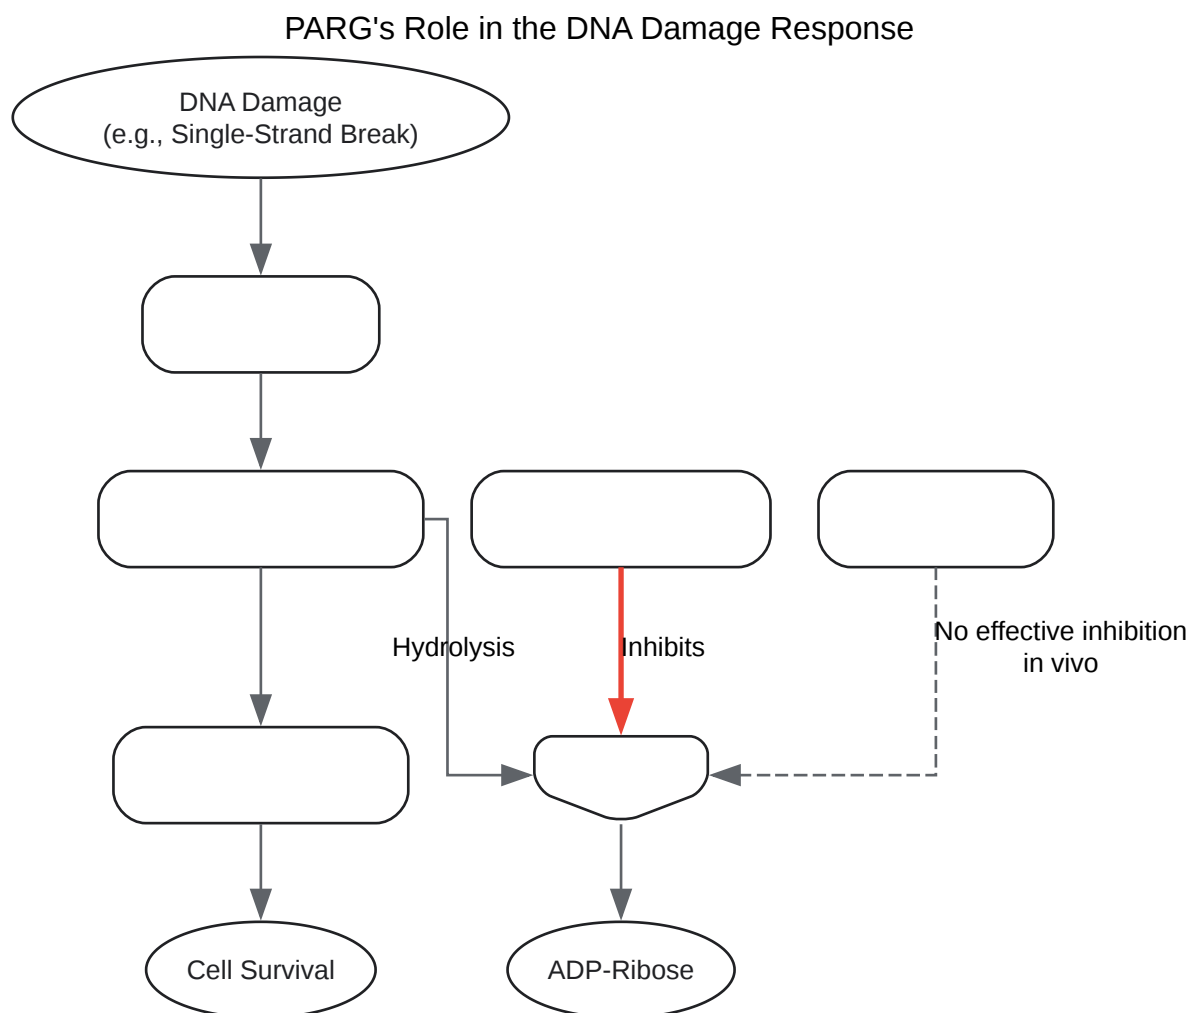 PARG's Role in the DNA Damage Response
DNA Damage
(e.g., Single-Strand Break)
Hydrolysis
Inhibits
No effective inhibition
in vivo
Cell Survival
ADP-Ribose